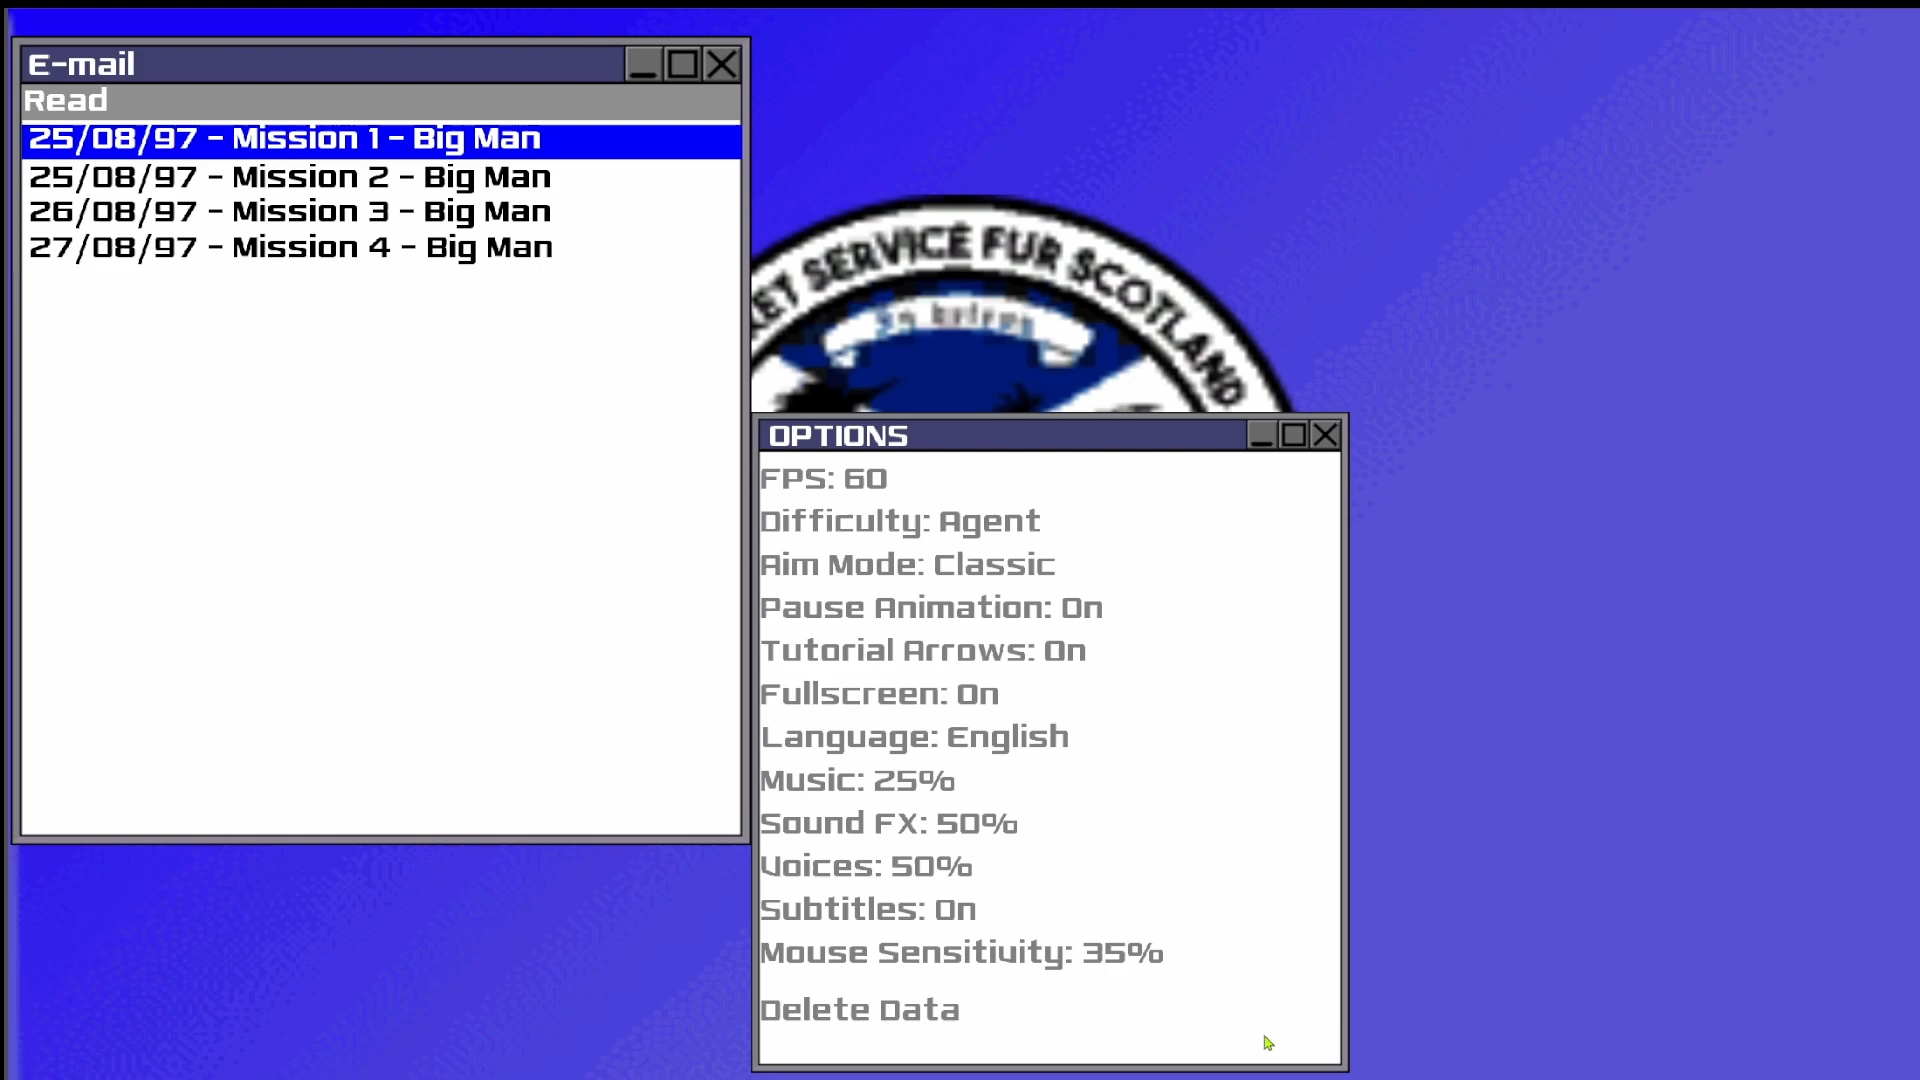 E-mail
Read
25/08/97 - Mission 1 - Big Man
25/08/97 - Mission 2 - Big Man
26/08/97 - Mission 3 - Big Man
27/08/97 - Mission 4 - Big Man
SERVICE FUR SCOTLAND
OPTIONS
FPS: 60
Difficulty: Agent
Aim Mode: Classic
Pause Animation: On
Tutorial Arrows: On
Fullscreen: On
Language: English
Music: 25%
Sound FX: 50%
Voices: 50%
Subtitles: On
Mouse Sensitivity: 35%
Delete Data